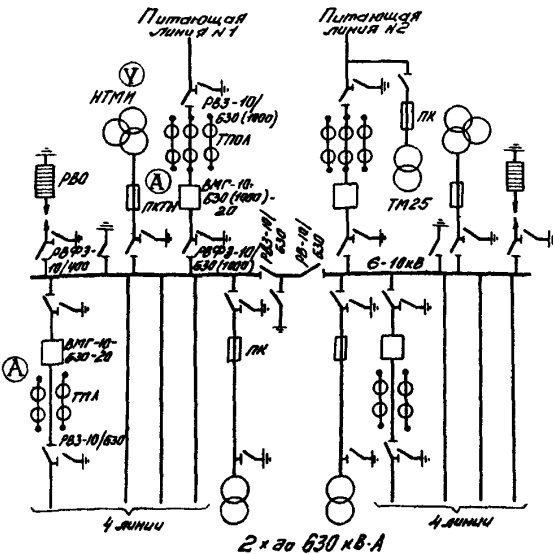 Питающая
линия №1
Питающая
линия №2
V
НТМИ
РВЗ-10/
630(1000)
ТПОЛ
ПК
А
РВО
ПКТН
ВМГ-10-
630(1000)-
20
ТМ25
РВФЗ-
10/400
РВФЗ-10/
630(1000)
РВЗ-10/
630
РВ-10/
630
6-10кВ
А
ВМГ-10-
630-20
ТПЛ
РВЗ-10/630
ПК
4 линии
4 линии
2×до 630 кВ·А